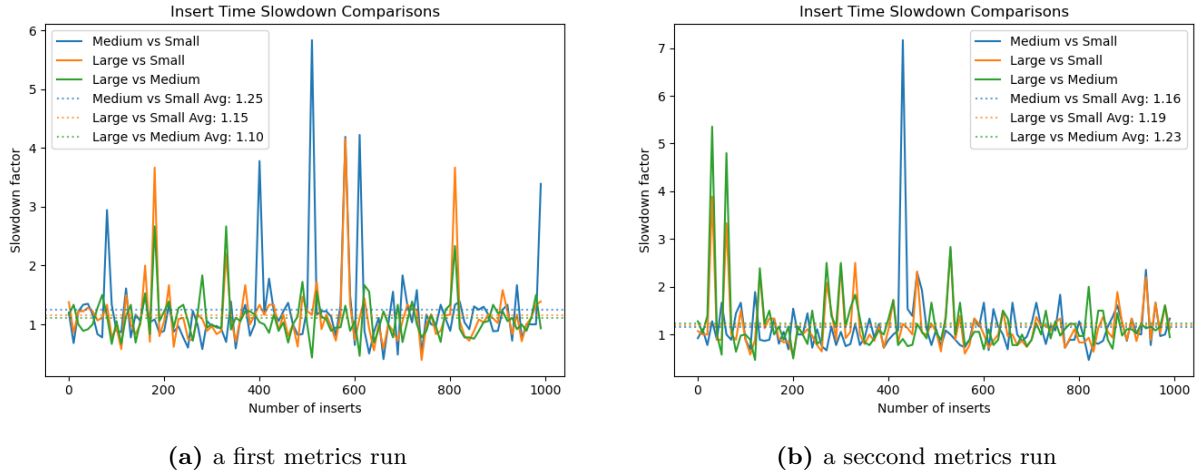 Insert Time Slowdown Comparisons
6
5
4
3
2
1
Slowdown factor
Medium vs Small
Large vs Small
Large vs Medium
Medium vs Small Avg: 1.25
Large vs Small Avg: 1.15
Large vs Medium Avg: 1.10
0 200 400 600 800 1000
Number of inserts
(a) a first metrics run
Insert Time Slowdown Comparisons
7
6
5
4
3
2
1
Slowdown factor
Medium vs Small
Large vs Small
Large vs Medium
Medium vs Small Avg: 1.16
Large vs Small Avg: 1.19
Large vs Medium Avg: 1.23
0 200 400 600 800 1000
Number of inserts
(b) a seccond metrics run